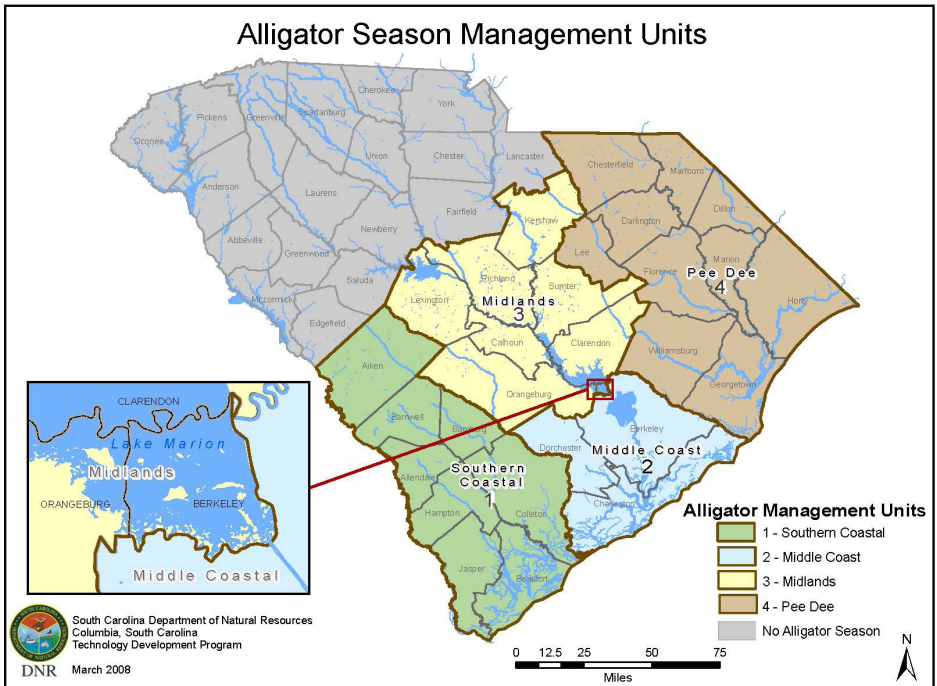 Alligator Season Management Units
Cherokee
York
Spartanburg
Greenville
Pickens
Oconee
Union
Chester
Lancaster
Chesterfield
Marlboro
Anderson
Laurens
Fairfield
Kershaw
Darlington
Dillon
Newberry
Abbeville
Greenwood
Lee
Marion
Florence
Pee Dee
4
Horry
Saluda
Richland
Sumter
Mccormick
Lexington
Midlands
3
Edgefield
Calhoun
Clarendon
Williamsburg
Aiken
Orangeburg
Georgetown
Barnwell
Bamberg
Berkeley
Dorchester
Middle Coast
2
Southern
Coastal
1
Allendale
Charleston
Hampton
Colleton
Jasper
Beaufort
CLARENDON
Lake Marion
Midlands
ORANGEBURG
BERKELEY
Middle Coastal
Alligator Management Units
1 - Southern Coastal
2 - Middle Coast
3 - Midlands
4 - Pee Dee
No Alligator Season
South Carolina Department of Natural Resources
Columbia, South Carolina
Technology Development Program
March 2008
DNR
0 12.5 25 50 75
Miles
N